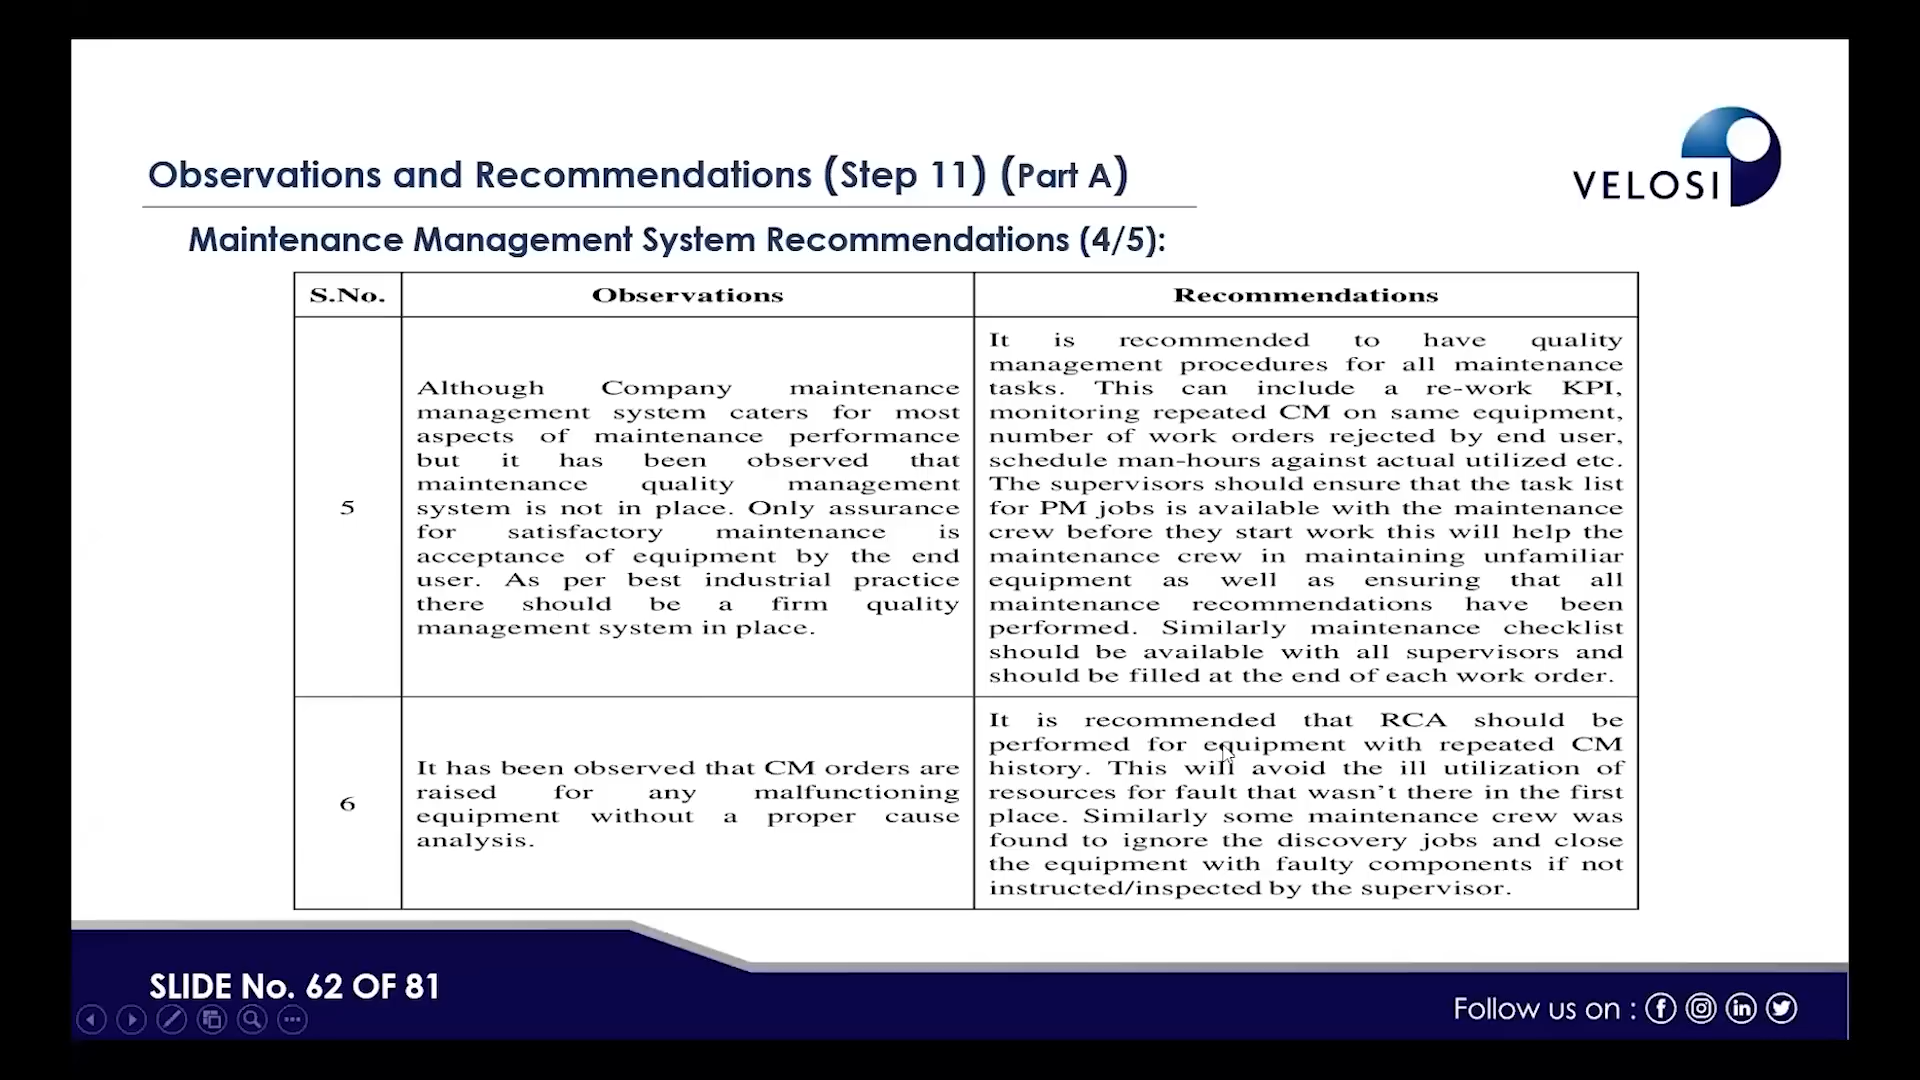 Observations and Recommendations (Step 11) (Part A)
VELOSI
Maintenance Management System Recommendations (4/5):
S.No.
Observations
Recommendations
5
Although Company maintenance
management system caters for most
aspects of maintenance performance
but it has been observed that
maintenance quality management
system is not in place. Only assurance
for satisfactory maintenance is
acceptance of equipment by the end
user. As per best industrial practice
there should be a firm quality
management system in place.
It is recommended to have quality
management procedures for all maintenance
tasks. This can include a re-work KPI,
monitoring repeated CM on same equipment,
number of work orders rejected by end user,
schedule man-hours against actual utilized etc.
The supervisors should ensure that the task list
for PM jobs is available with the maintenance
crew before they start work this will help the
maintenance crew in maintaining unfamiliar
equipment as well as ensuring that all
maintenance recommendations have been
performed. Similarly maintenance checklist
should be available with all supervisors and
should be filled at the end of each work order.
6
It has been observed that CM orders are
raised for any malfunctioning
equipment without a proper cause
analysis.
It is recommended that RCA should be
performed for equipment with repeated CM
history. This will avoid the ill utilization of
resources for fault that wasn't there in the first
place. Similarly some maintenance crew was
found to ignore the discovery jobs and close
the equipment with faulty components if not
instructed/inspected by the supervisor.
SLIDE No. 62 OF 81
Follow us on :